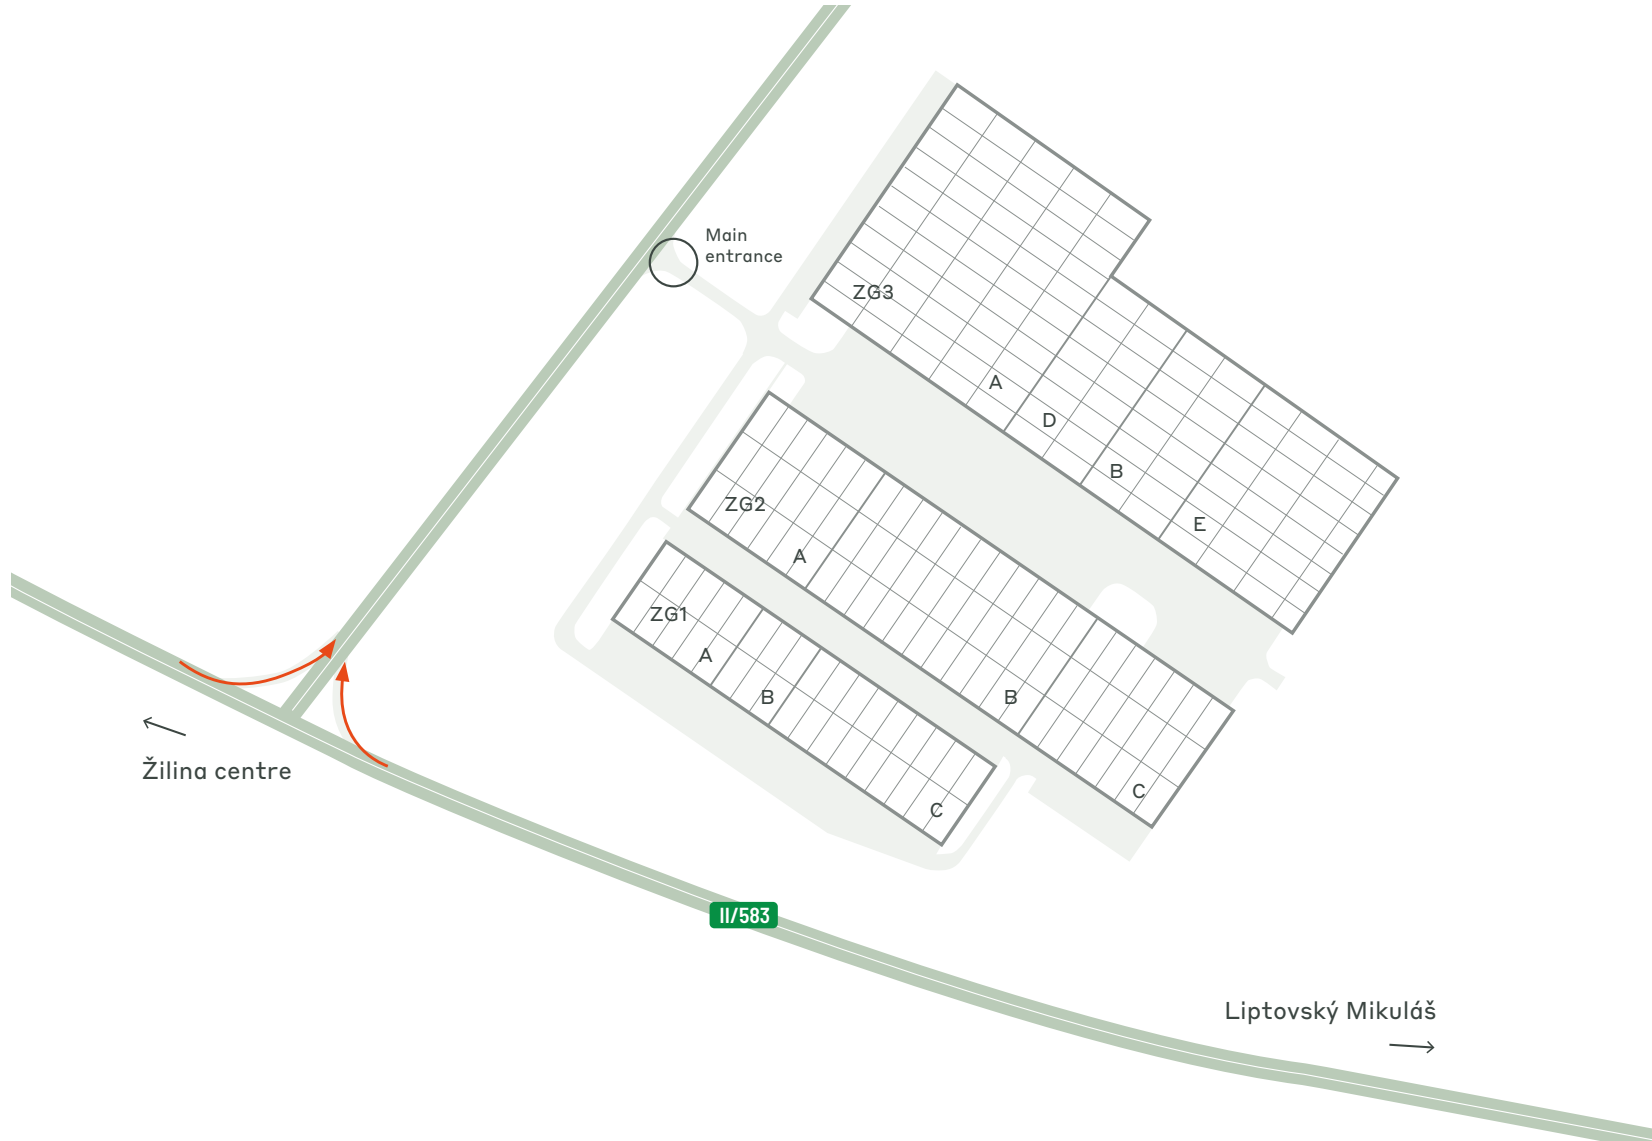 Main
entrance
ZG3
A
D
B
E
ZG2
A
B
C
ZG1
A
B
C
Žilina centre
II/583
Liptovský Mikuláš